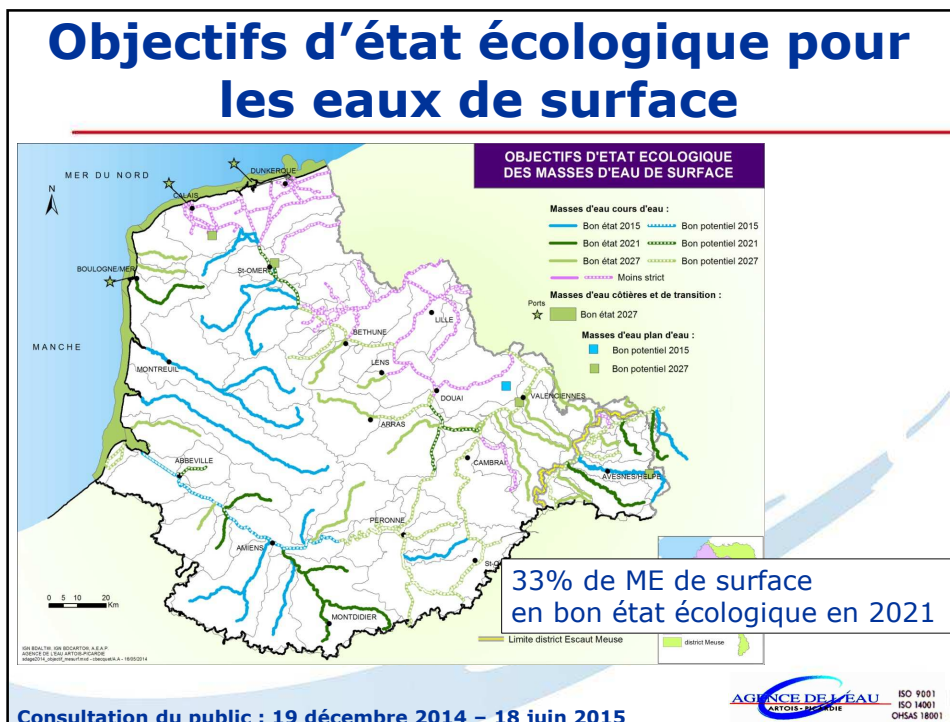 Objectifs d'état écologique pour
les eaux de surface
OBJECTIFS D'ETAT ECOLOGIQUE
DES MASSES D'EAU DE SURFACE
MER DU NORD
N
DUNKERQUE
CALAIS
St-OMER
BOULOGNE/MER
MANCHE
LILLE
BETHUNE
LENS
MONTREUIL
DOUAI
VALENCIENNES
ARRAS
CAMBRAI
ABBEVILLE
AVESNES/HELPE
PERONNE
AMIENS
MONTDIDIER
Masses d'eau cours d'eau :
Bon état 2015 Bon potentiel 2015
Bon état 2021 Bon potentiel 2021
Bon état 2027 Bon potentiel 2027
Moins strict
Masses d'eau côtières et de transition :
Ports
Bon état 2027
Masses d'eau plan d'eau :
Bon potentiel 2015
Bon potentiel 2027
33% de ME de surface
en bon état écologique en 2021
Limite district Escaut Meuse
district Meuse
0 5 10 20
Km
AGENCE DE L'EAU ARTOIS-PICARDIE
Consultation du public : 19 décembre 2014 – 18 juin 2015
AGENCE DE L'EAU
ARTOIS - PICARDIE
ISO 9001
ISO 14001
OHSAS 18001